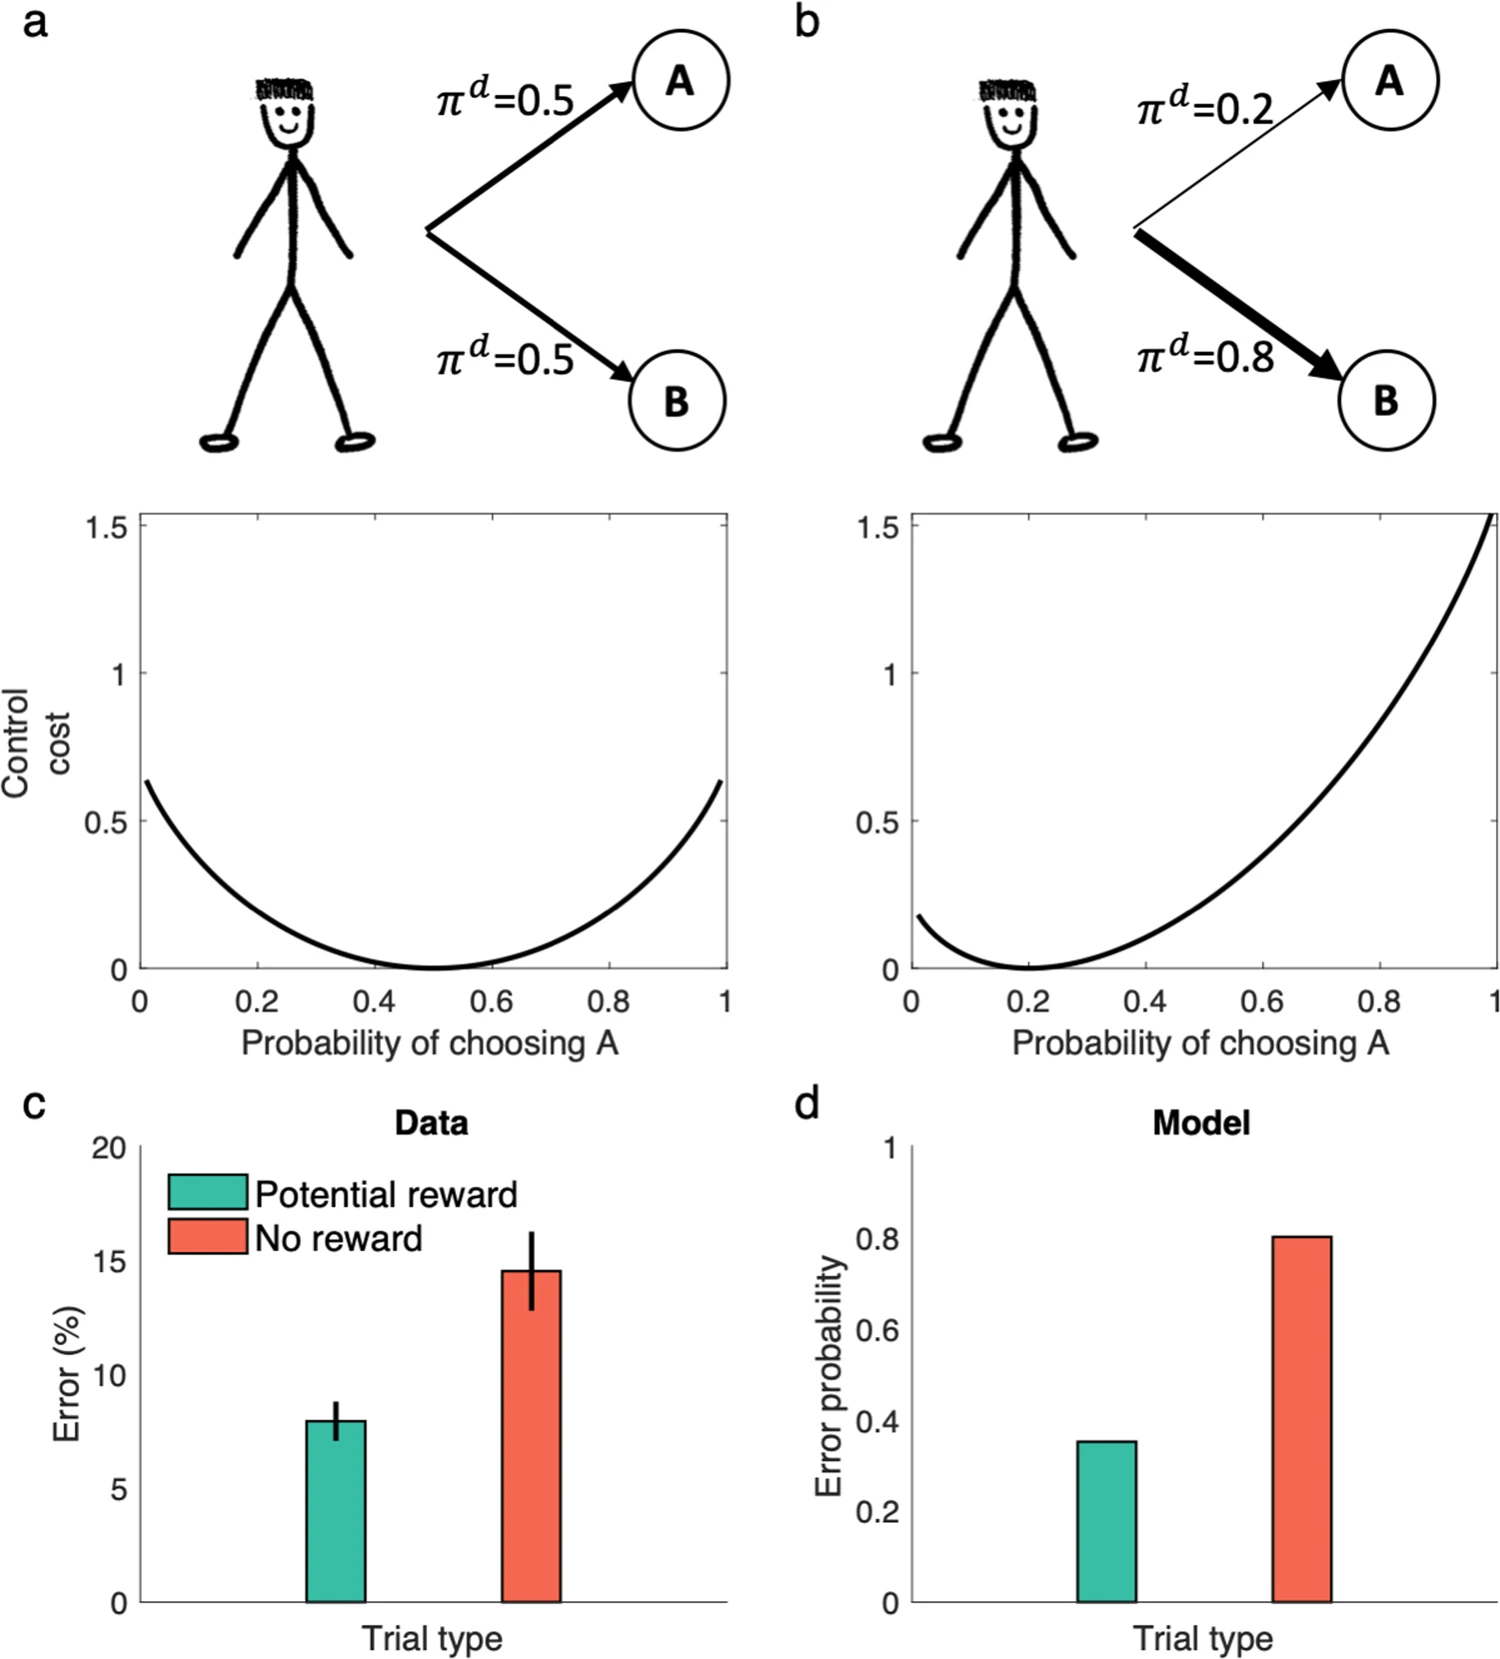 a
π^d=0.5
A
π^d=0.5
B
b
π^d=0.2
A
π^d=0.8
B
1.5
1
0.5
0
Control
cost
0 0.2 0.4 0.6 0.8 1
Probability of choosing A
1.5
1
0.5
0
0 0.2 0.4 0.6 0.8 1
Probability of choosing A
c
Data
20
15
10
5
0
Potential reward
No reward
Error (%)
Trial type
d
Model
1
0.8
0.6
0.4
0.2
0
Error probability
Trial type